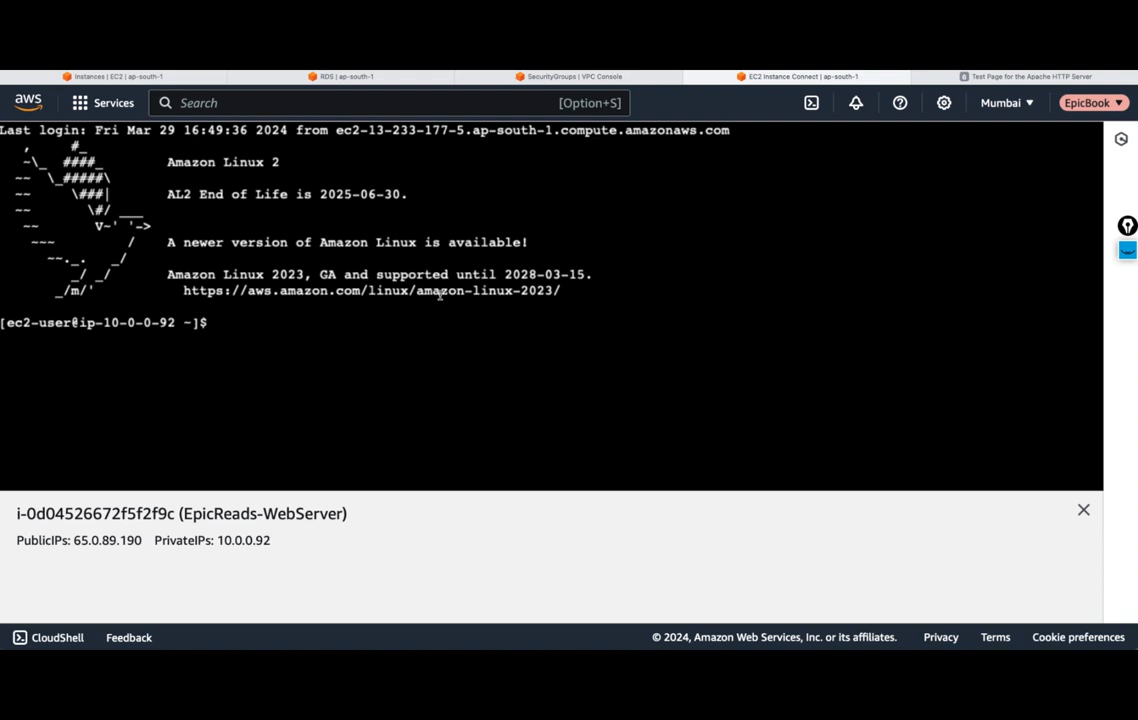 Instances | EC2 | ap-south-1
RDS | ap-south-1
SecurityGroups | VPC Console
EC2 Instance Connect | ap-south-1
Test Page for the Apache HTTP Server
aws
Services
Search
[Option+S]
Mumbai
EpicBook
Last login: Fri Mar 29 16:49:36 2024 from ec2-13-233-177-5.ap-south-1.compute.amazonaws.com
   ,     #_
   ~\_  ####_        Amazon Linux 2
  ~~  \_#####\
  ~~     \###|       AL2 End of Life is 2025-06-30.
  ~~       \#/ ___
   ~~       V~' '->
    ~~~         /    A newer version of Amazon Linux is available!
      ~~._.   _/
         _/ _/       Amazon Linux 2023, GA and supported until 2028-03-15.
       _/m/'           https://aws.amazon.com/linux/amazon-linux-2023/
[ec2-user@ip-10-0-0-92 ~]$
i-0d04526672f5f2f9c (EpicReads-WebServer)
PublicIPs: 65.0.89.190 PrivateIPs: 10.0.0.92
CloudShell
Feedback
© 2024, Amazon Web Services, Inc. or its affiliates.
Privacy
Terms
Cookie preferences